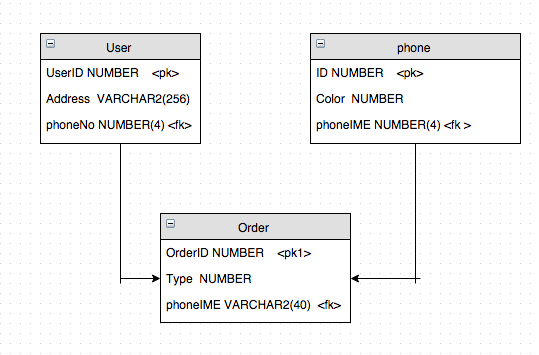 User
UserID NUMBER <pk>
Address VARCHAR2(256)
phoneNo NUMBER(4) <fk>
phone
ID NUMBER <pk>
Color NUMBER
phoneIME NUMBER(4) <fk >
Order
OrderID NUMBER <pk1>
Type NUMBER
phoneIME VARCHAR2(40) <fk>